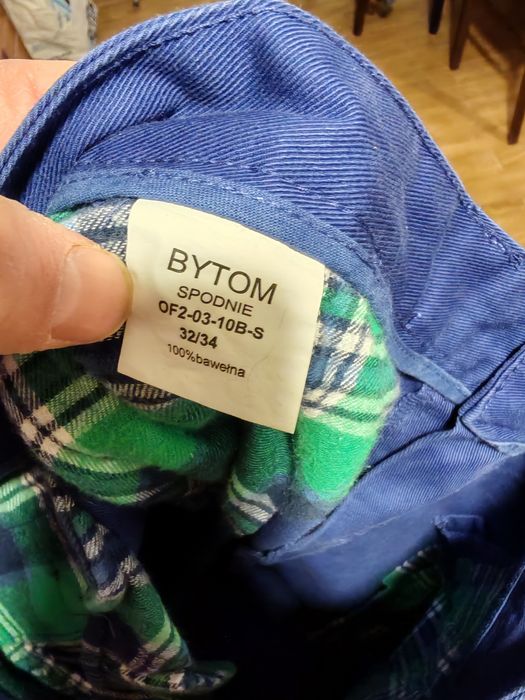 BYTOM
SPODNIE
OF2-03-10B-S
32/34
100%bawełna